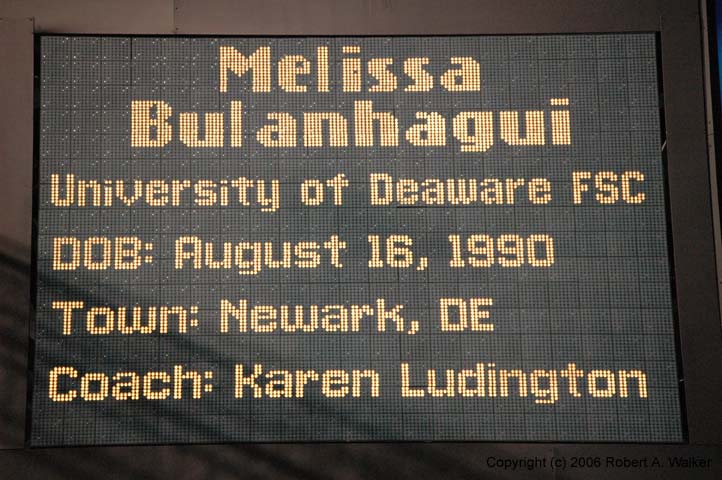 Melissa
Bulanhagui
University of Deaware FSC
DOB: August 16, 1990
Town: Newark, DE
Coach: Karen Ludington
Copyright (c) 2006 Robert A. Walker